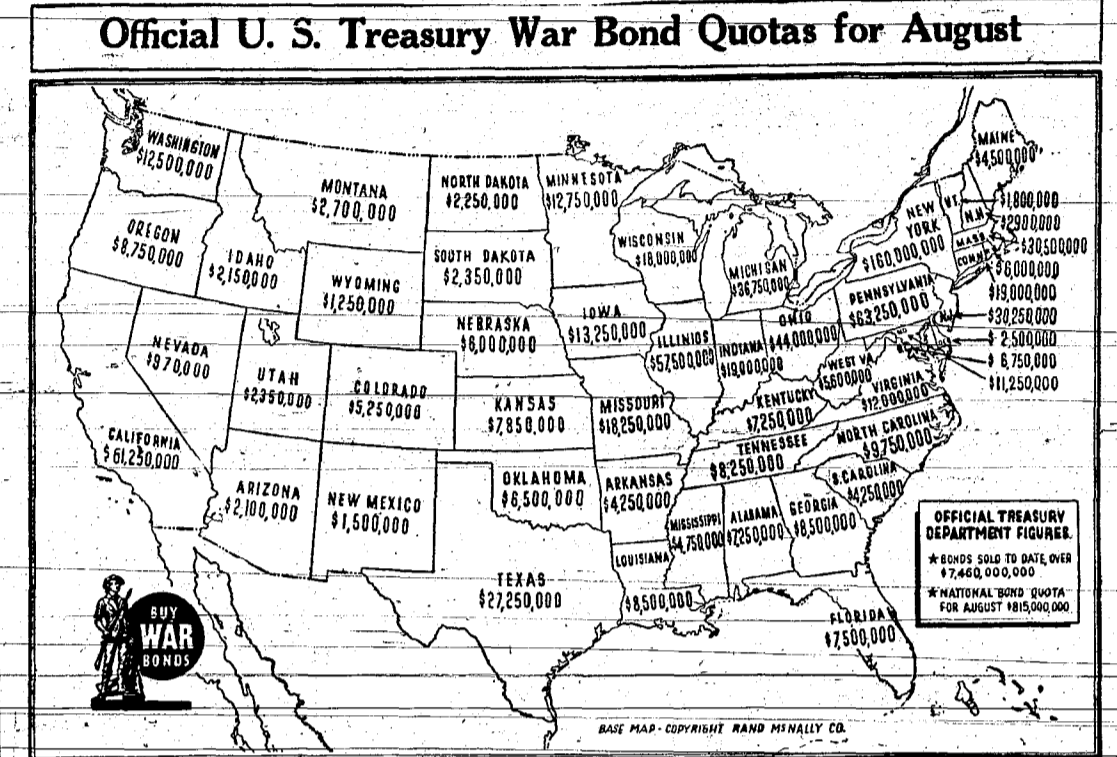 Official U. S. Treasury War Bond Quotas for August
WASHINGTON
$12,500,000
MONTANA
$2,700,000
NORTH DAKOTA
$2,250,000
MINNESOTA
$12,750,000
MAINE
$4,500,000
OREGON
$8,750,000
IDAHO
$2,150,000
WYOMING
$1,250,000
SOUTH DAKOTA
$2,350,000
WISCONSIN
$18,000,000
MICHIGAN
$36,750,000
NEW
YORK
$160,000,000
VT.
N.H.
MASS.
CONN.
$1,800,000
$2,900,000
$30,500,000
$6,000,000
$19,000,000
$30,250,000
$2,500,000
$6,750,000
$11,250,000
NEVADA
$970,000
UTAH
$2,350,000
COLORADO
$5,250,000
NEBRASKA
$6,000,000
IOWA
$13,250,000
ILLINIOS
$57,500,000
INDIANA
$19,000,000
OHIO
$44,000,000
PENNSYLVANIA
$63,250,000
N.J.
WEST VA.
$5,600,000
VIRGINIA
$12,000,000
CALIFORNIA
$61,250,000
KANSAS
$7,850,000
MISSOURI
$18,250,000
KENTUCKY
$7,250,000
TENNESSEE
$8,250,000
NORTH CAROLINA
$9,750,000
ARIZONA
$2,100,000
NEW MEXICO
$1,500,000
OKLAHOMA
$6,500,000
ARKANSAS
$4,250,000
S. CAROLINA
$4,250,000
MISSISSIPPI
$4,750,000
ALABAMA
$7,250,000
GEORGIA
$8,500,000
TEXAS
$27,250,000
LOUISIANA
$8,500,000
FLORIDA
$7,500,000
OFFICIAL TREASURY
DEPARTMENT FIGURES.
★ BONDS SOLD TO DATE, OVER
$7,460,000,000
★ NATIONAL BOND QUOTA
FOR AUGUST $815,000,000
BUY
WAR
BONDS
BASE MAP - COPYRIGHT RAND McNALLY CO.